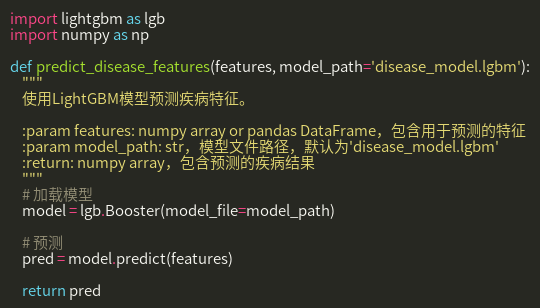 import lightgbm as lgb
import numpy as np
def predict_disease_features(features, model_path='disease_model.lgbm'):
"""
使用LightGBM模型预测疾病特征。
:param features: numpy array or pandas DataFrame，包含用于预测的特征
:param model_path: str，模型文件路径，默认为'disease_model.lgbm'
:return: numpy array，包含预测的疾病结果
"""
# 加载模型
model = lgb.Booster(model_file=model_path)
# 预测
pred = model.predict(features)
return pred